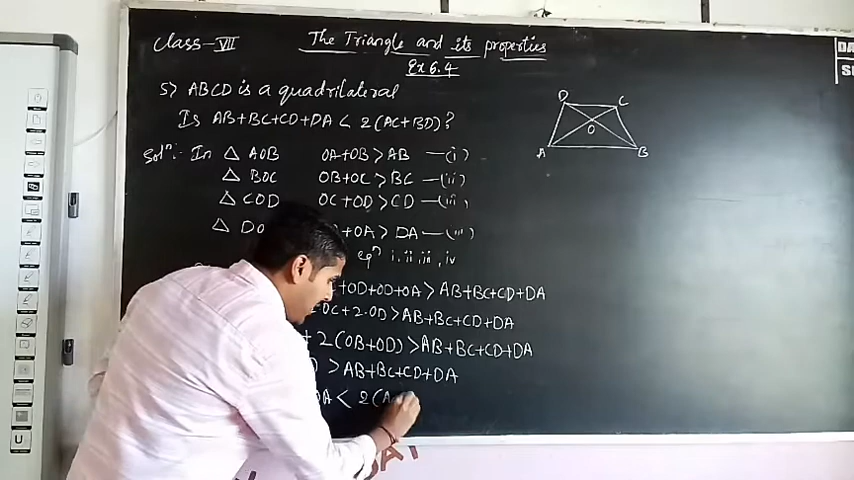 Class-VII The Triangle and its properties
Ex 6.4
5> ABCD is a quadrilateral
Is AB+BC+CD+DA < 2(AC+BD)?
Solⁿ:- In △ AOB OA+OB > AB —(i)
△ BOC OB+OC > BC —(ii)
△ COD OC+OD > CD —(iii)
△ DO +OA > DA
eqⁿ i, ii, iii, iv
+OD+OD+OA > AB+BC+CD+DA
OC+2.OD > AB+BC+CD+DA
+ 2(OB+OD) > AB+BC+CD+DA
) > AB+BC+CD+DA
DA < 2(A
D C
O
A B
DA